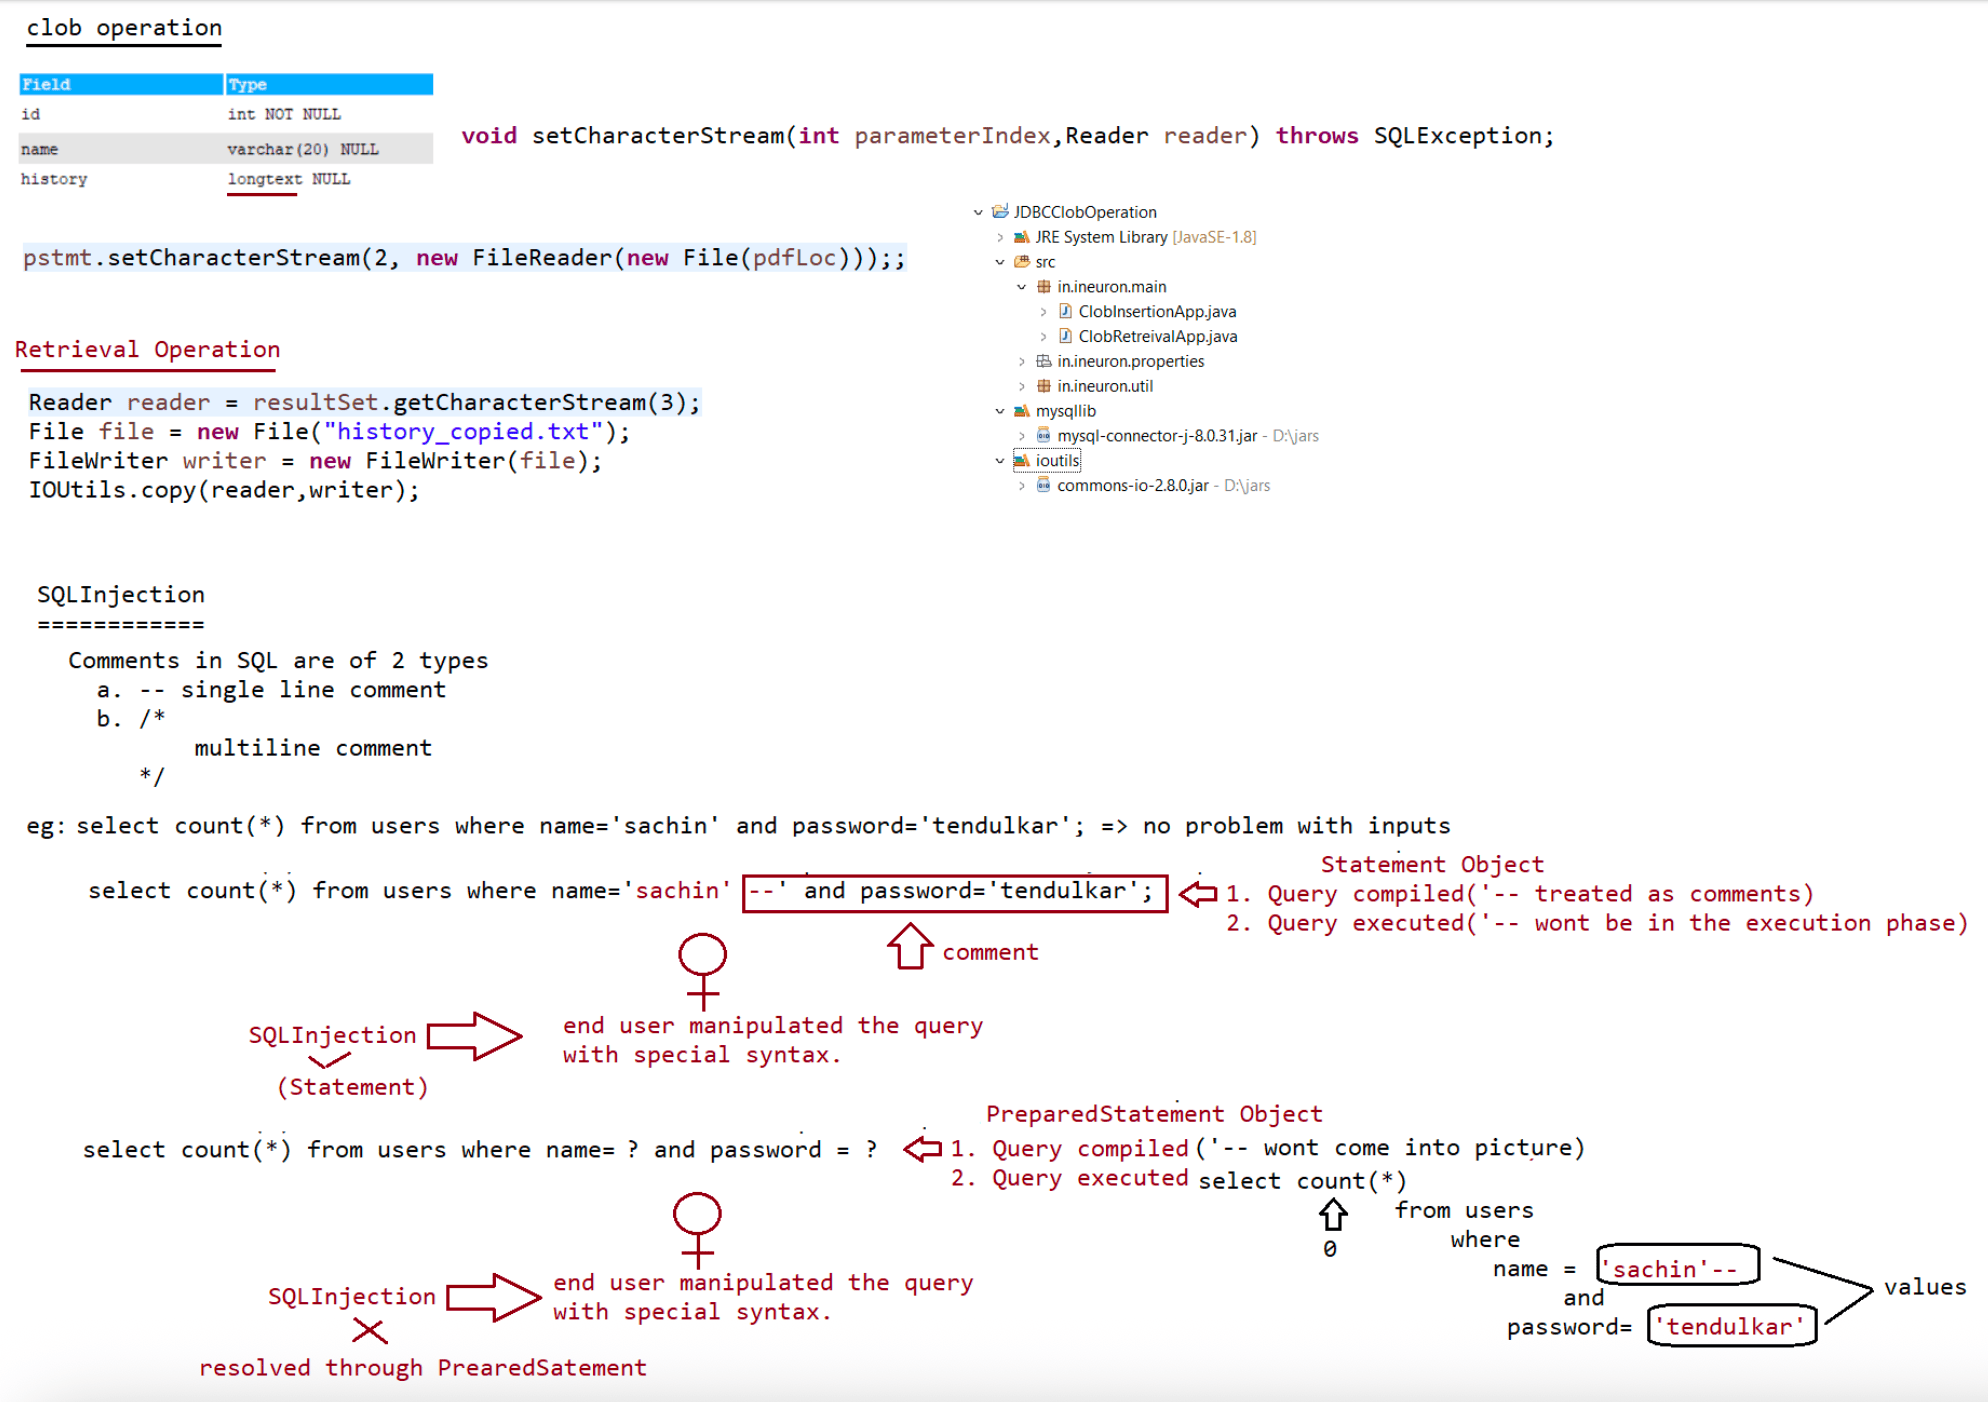 clob operation
Field Type
id int NOT NULL
name varchar(20) NULL
history longtext NULL
void setCharacterStream(int parameterIndex,Reader reader) throws SQLException;
pstmt.setCharacterStream(2, new FileReader(new File(pdfLoc)));;
JDBCClobOperation
JRE System Library [JavaSE-1.8]
src
in.ineuron.main
ClobInsertionApp.java
ClobRetreivalApp.java
in.ineuron.properties
in.ineuron.util
mysqllib
mysql-connector-j-8.0.31.jar - D:\jars
ioutils
commons-io-2.8.0.jar - D:\jars
Retrieval Operation
Reader reader = resultSet.getCharacterStream(3);
File file = new File("history_copied.txt");
FileWriter writer = new FileWriter(file);
IOUtils.copy(reader,writer);
SQLInjection
============
Comments in SQL are of 2 types
a. -- single line comment
b. /*
multiline comment
*/
eg: select count(*) from users where name='sachin' and password='tendulkar'; => no problem with inputs
select count(*) from users where name='sachin' --' and password='tendulkar';
Statement Object
1. Query compiled('-- treated as comments)
2. Query executed('-- wont be in the execution phase)
comment
SQLInjection
(Statement)
end user manipulated the query
with special syntax.
select count(*) from users where name= ? and password = ?
PreparedStatement Object
1. Query compiled('-- wont come into picture)
2. Query executed select count(*)
from users
where
name = 'sachin'--
and
password= 'tendulkar'
0
values
SQLInjection
end user manipulated the query
with special syntax.
resolved through PrearedSatement